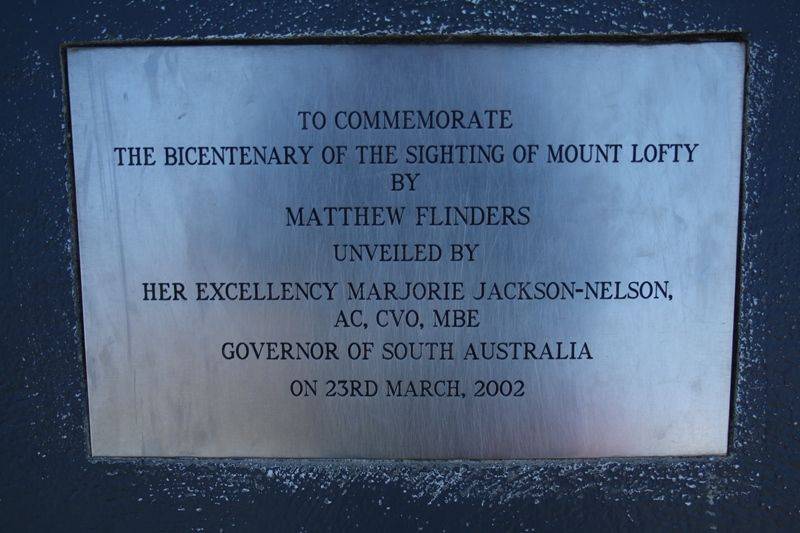 TO COMMEMORATE
THE BICENTENARY OF THE SIGHTING OF MOUNT LOFTY
BY
MATTHEW FLINDERS
UNVEILED BY
HER EXCELLENCY MARJORIE JACKSON-NELSON,
AC, CVO, MBE
GOVERNOR OF SOUTH AUSTRALIA
ON 23RD MARCH, 2002